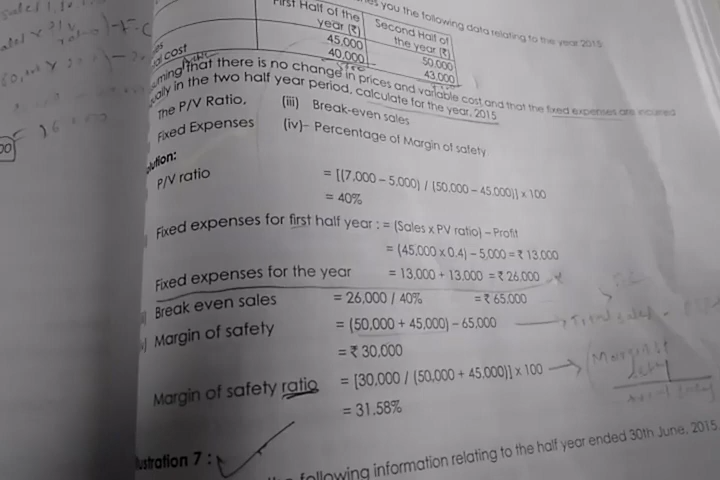 you the following data relating to the year 2015
First Half of the year (₹) Second Half of the year (₹)
45,000 50,000
cost 40,000 43,000
ming that there is no change in prices and variable cost and that the fixed expenses are incurred
ually in the two half year period, calculate for the year, 2015
The P/V Ratio, (iii) Break-even sales
Fixed Expenses (iv)- Percentage of Margin of safety
olution:
P/V ratio = [(7,000 – 5,000) / (50,000 – 45,000)] x 100
= 40%
Fixed expenses for first half year : = (Sales x PV ratio) – Profit
= (45,000 x 0.4) – 5,000 = ₹ 13,000
Fixed expenses for the year = 13,000 + 13,000 = ₹ 26,000
Break even sales = 26,000 / 40% = ₹ 65,000
Margin of safety = (50,000 + 45,000) – 65,000
= ₹ 30,000
Margin of safety ratio = [30,000 / (50,000 + 45,000)] x 100
= 31.58%
ustration 7 :
following information relating to the half year ended 30th June, 2015